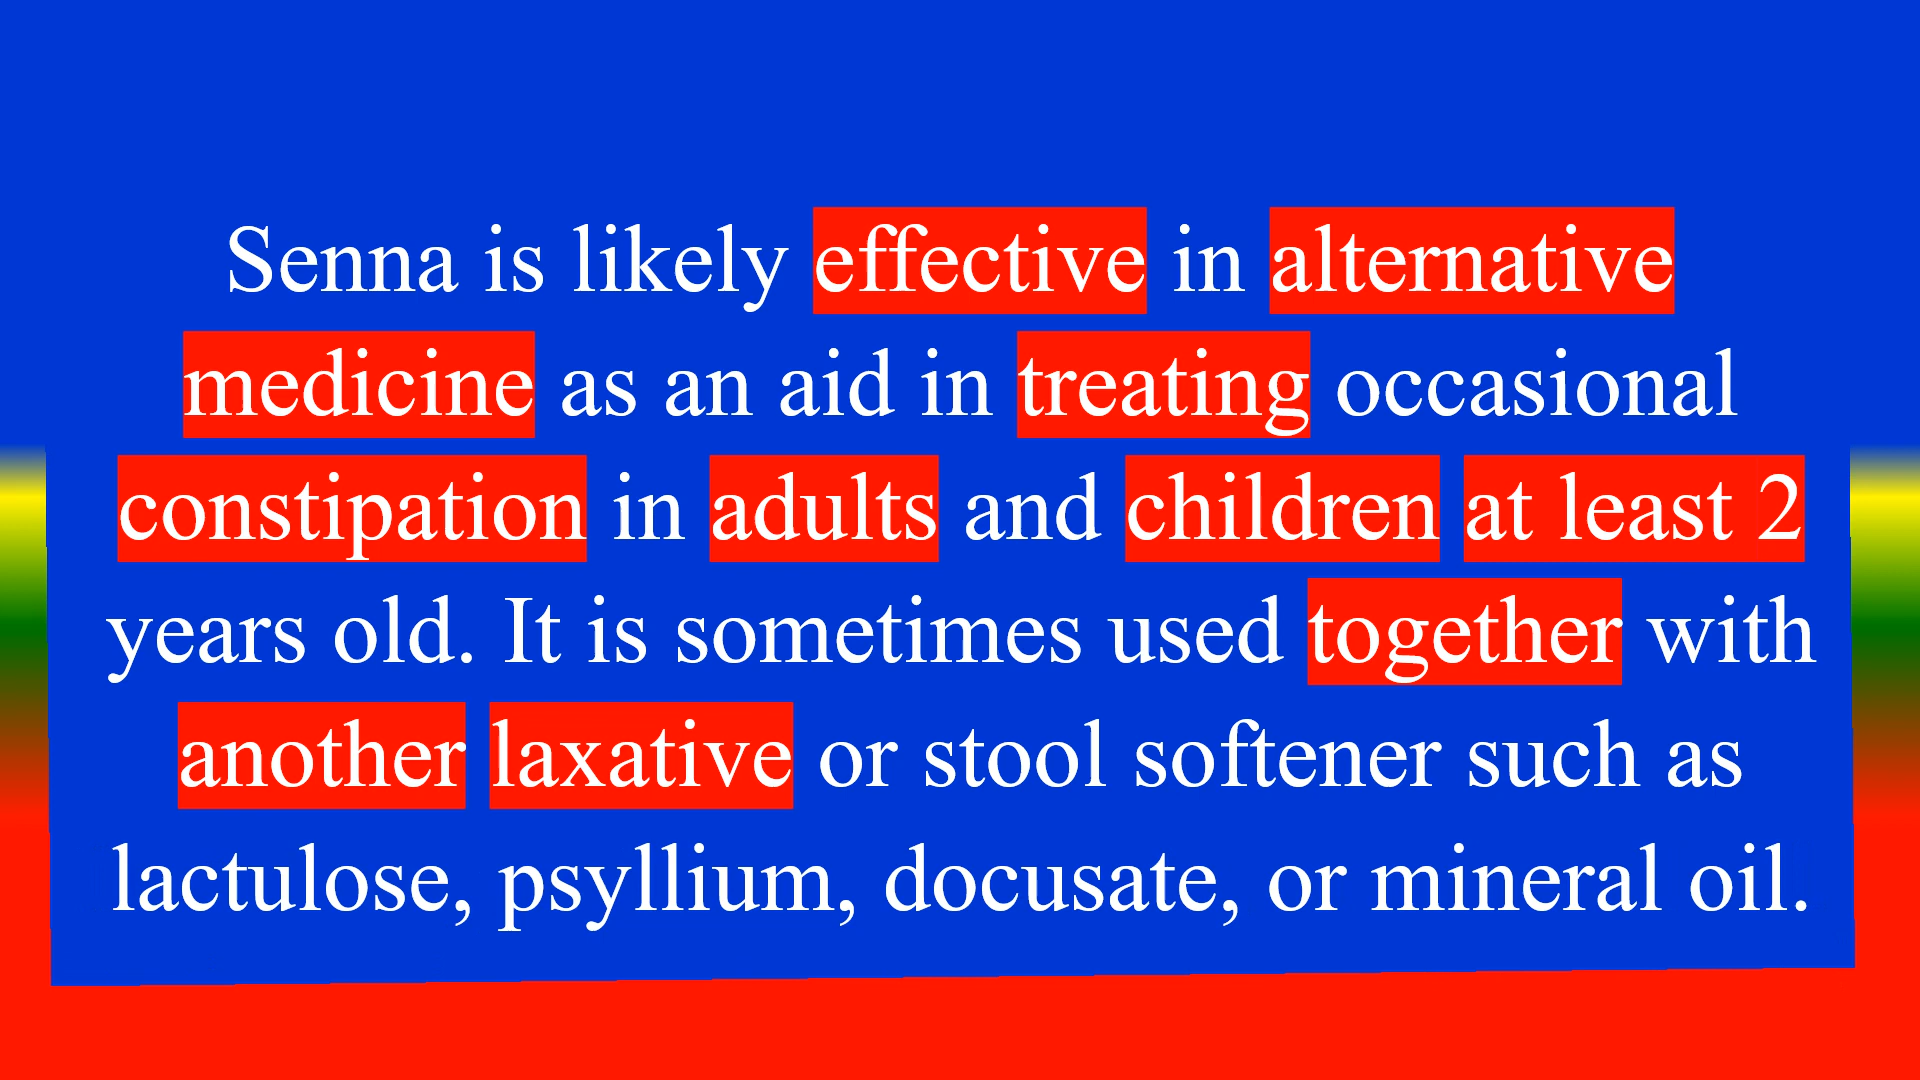 Senna is likely effective in alternative
medicine as an aid in treating occasional
constipation in adults and children at least 2
years old. It is sometimes used together with
another laxative or stool softener such as
lactulose, psyllium, docusate, or mineral oil.